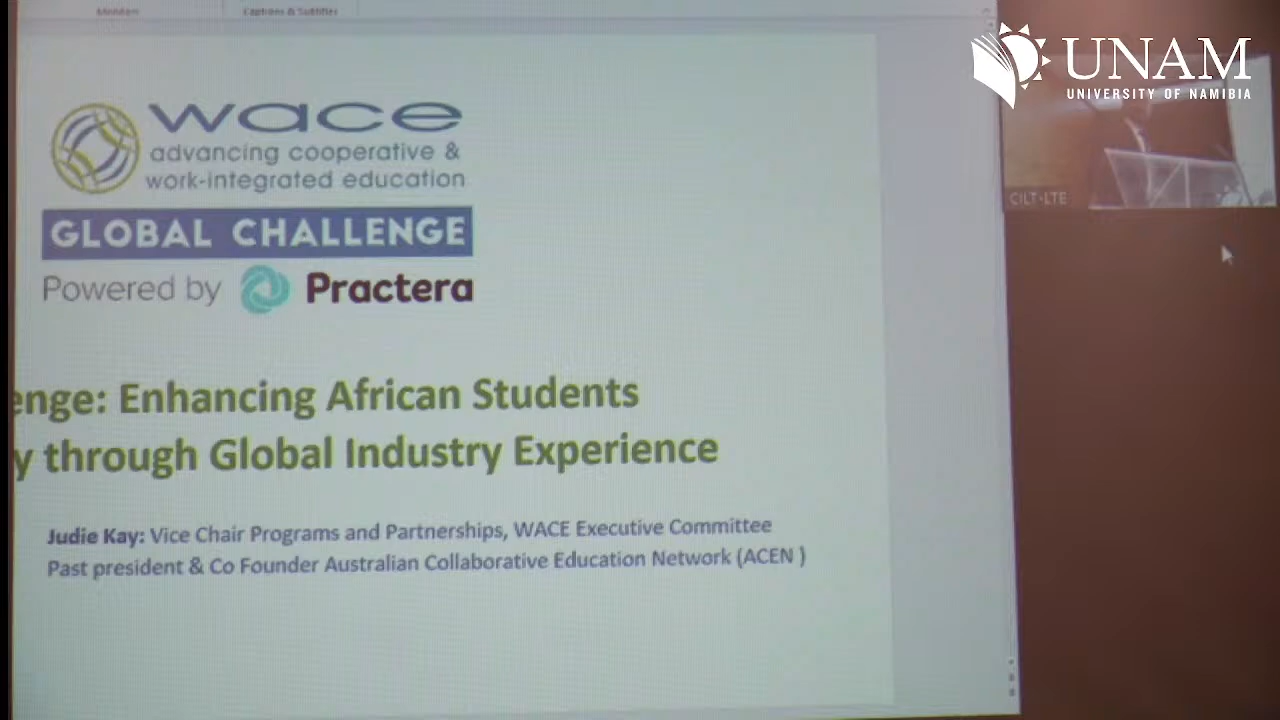 Captions & Subtitles
UNAM
UNIVERSITY OF NAMIBIA
wace
advancing cooperative &
work-integrated education
GLOBAL CHALLENGE
Powered by Practera
CILT-LTE
enge: Enhancing African Students
y through Global Industry Experience
Judie Kay: Vice Chair Programs and Partnerships, WACE Executive Committee
Past president & Co Founder Australian Collaborative Education Network (ACEN )